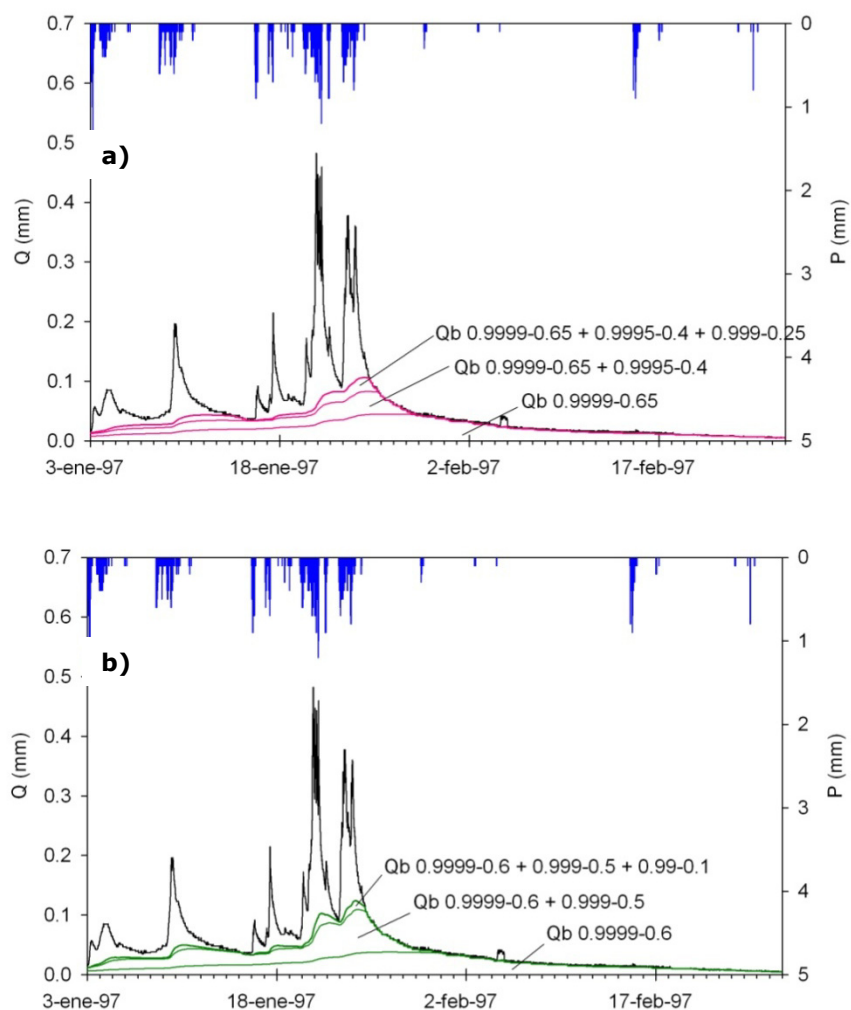 0.7
0.6
0.5
0.4
0.3
0.2
0.1
0.0
Q (mm)
a)
0
1
2
3
4
5
P (mm)
Qb 0.9999-0.65 + 0.9995-0.4 + 0.999-0.25
Qb 0.9999-0.65 + 0.9995-0.4
Qb 0.9999-0.65
3-ene-97 18-ene-97 2-feb-97 17-feb-97
0.7
0.6
0.5
0.4
0.3
0.2
0.1
0.0
Q (mm)
b)
0
1
2
3
4
5
P (mm)
Qb 0.9999-0.6 + 0.999-0.5 + 0.99-0.1
Qb 0.9999-0.6 + 0.999-0.5
Qb 0.9999-0.6
3-ene-97 18-ene-97 2-feb-97 17-feb-97